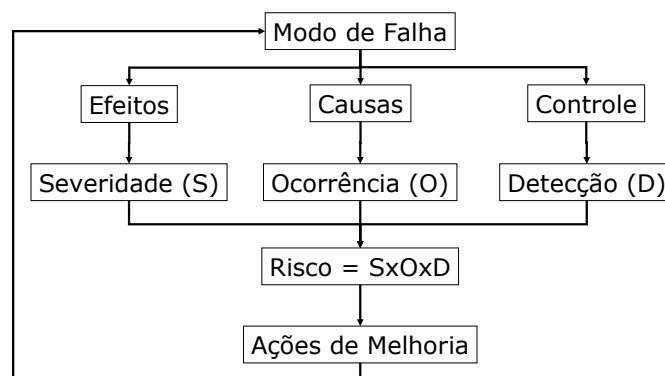 Modo de Falha
Efeitos
Causas
Controle
Severidade (S)
Ocorrência (O)
Detecção (D)
Risco = SxOxD
Ações de Melhoria